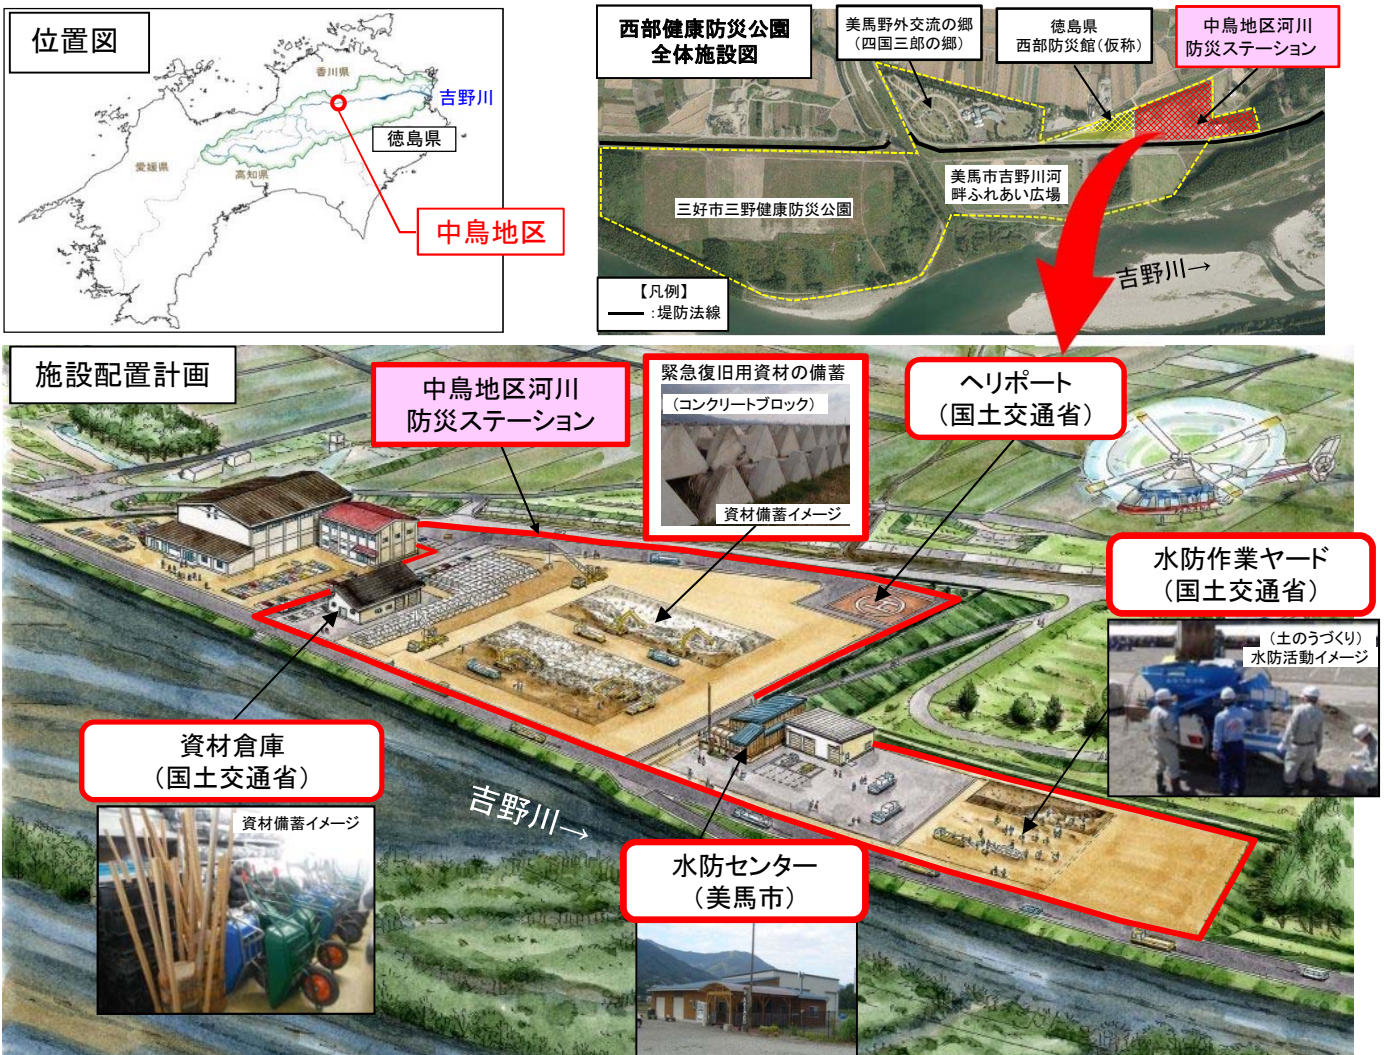 位置図
香川県
吉野川
徳島県
愛媛県
高知県
中鳥地区
西部健康防災公園
全体施設図
美馬野外交流の郷
（四国三郎の郷）
徳島県
西部防災館（仮称）
中鳥地区河川
防災ステーション
美馬市吉野川河
畔ふれあい広場
三好市三野健康防災公園
吉野川→
【凡例】
：堤防法線
施設配置計画
中鳥地区河川
防災ステーション
緊急復旧用資材の備蓄
（コンクリートブロック）
資材備蓄イメージ
ヘリポート
（国土交通省）
水防作業ヤード
（国土交通省）
（土のうづくり）
水防活動イメージ
資材倉庫
（国土交通省）
資材備蓄イメージ
吉野川→
水防センター
（美馬市）